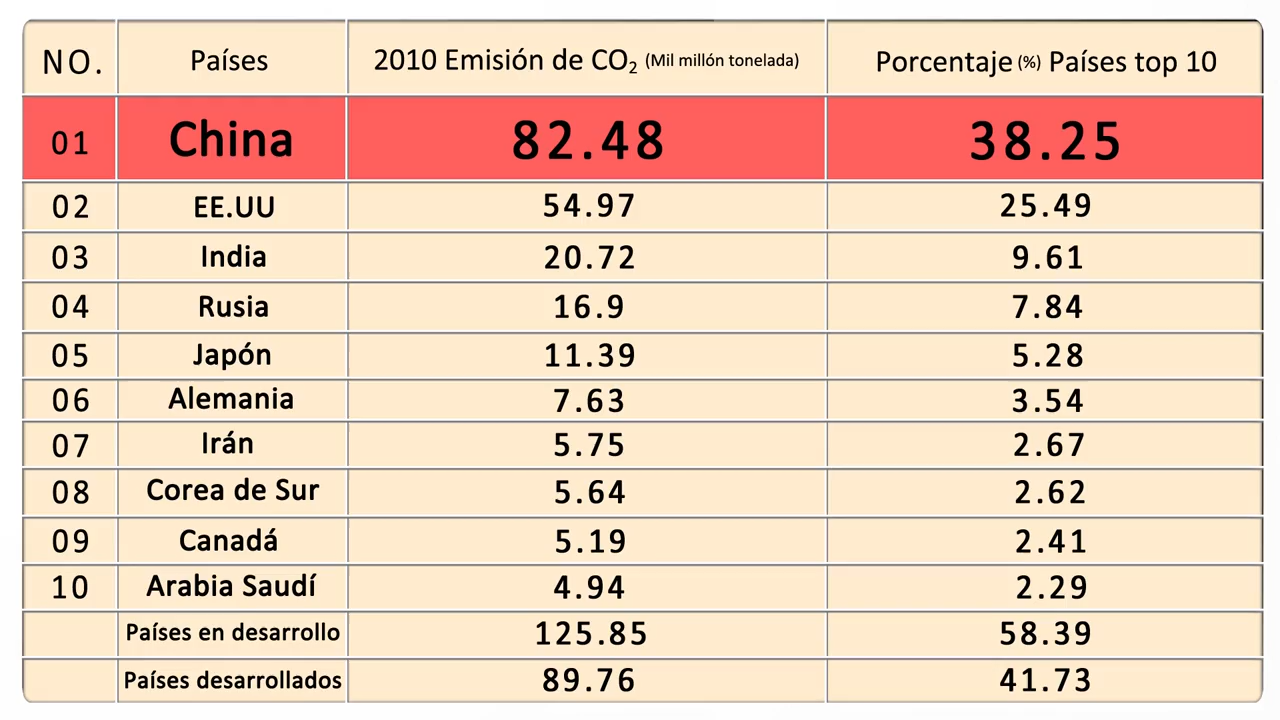 NO. Países 2010 Emisión de CO₂ (Mil millón tonelada) Porcentaje (%) Países top 10
01 China 82.48 38.25
02 EE.UU 54.97 25.49
03 India 20.72 9.61
04 Rusia 16.9 7.84
05 Japón 11.39 5.28
06 Alemania 7.63 3.54
07 Irán 5.75 2.67
08 Corea de Sur 5.64 2.62
09 Canadá 5.19 2.41
10 Arabia Saudí 4.94 2.29
Países en desarrollo 125.85 58.39
Países desarrollados 89.76 41.73